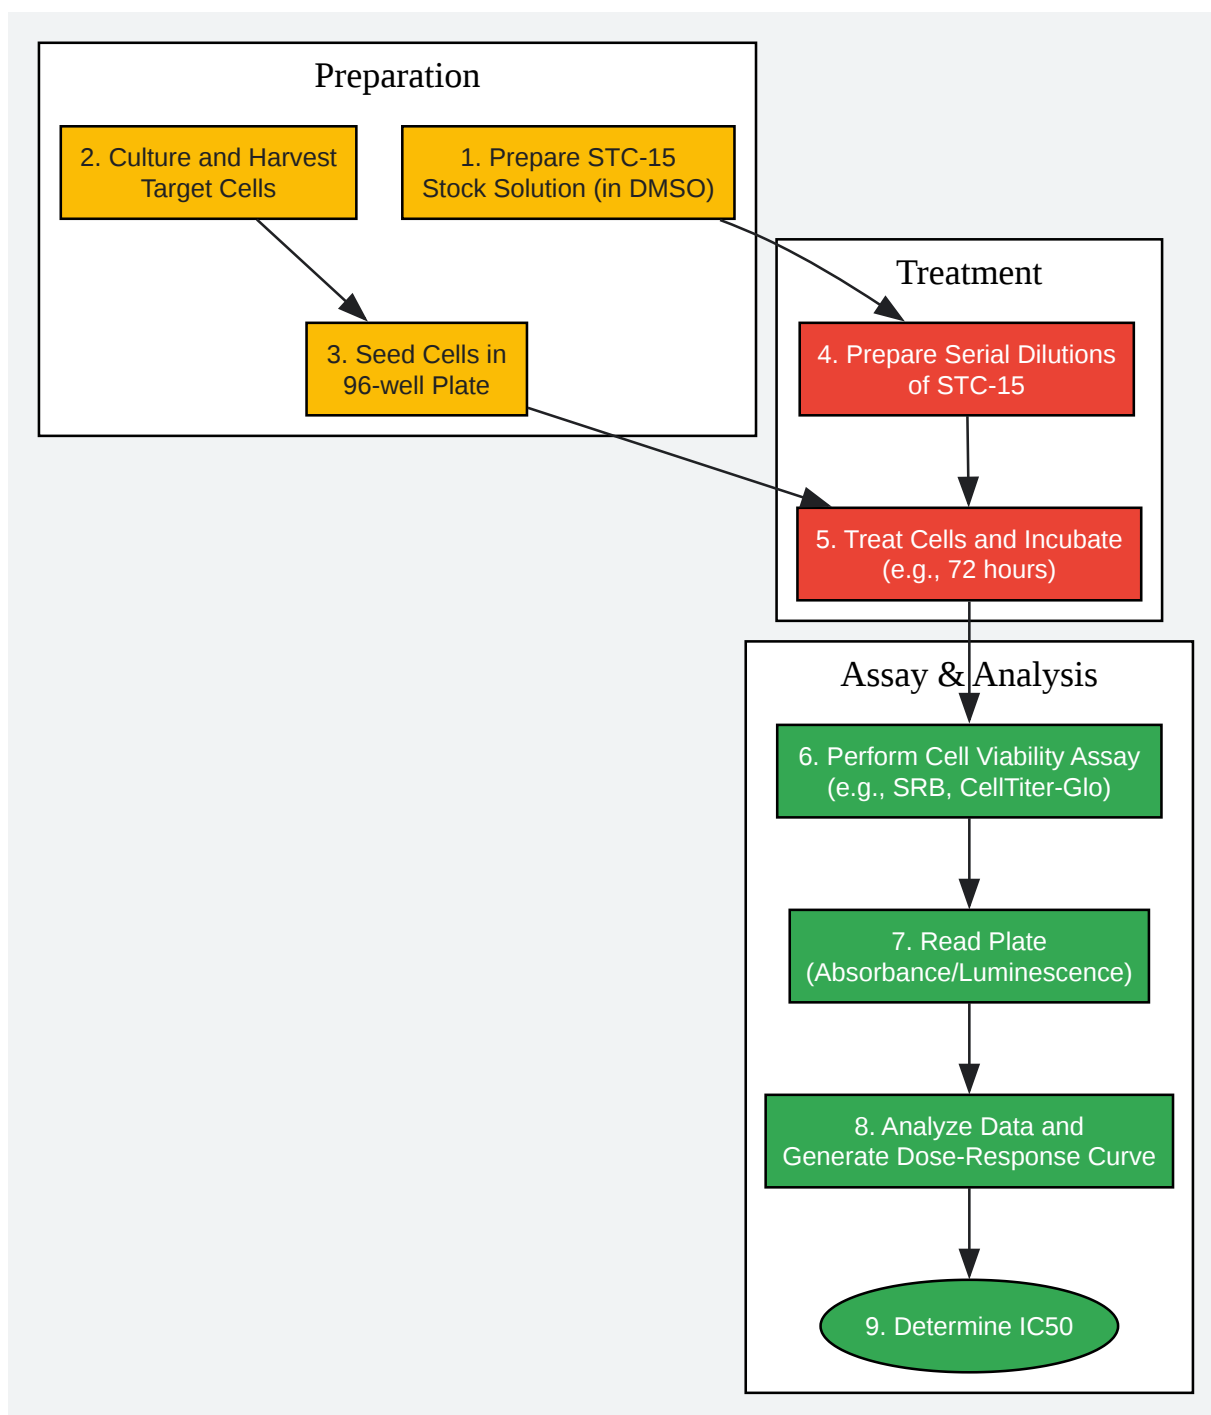 Preparation
2. Culture and Harvest
Target Cells
1. Prepare STC-15
Stock Solution (in DMSO)
3. Seed Cells in
96-well Plate
Treatment
4. Prepare Serial Dilutions
of STC-15
5. Treat Cells and Incubate
(e.g., 72 hours)
Assay & Analysis
6. Perform Cell Viability Assay
(e.g., SRB, CellTiter-Glo)
7. Read Plate
(Absorbance/Luminescence)
8. Analyze Data and
Generate Dose-Response Curve
9. Determine IC50